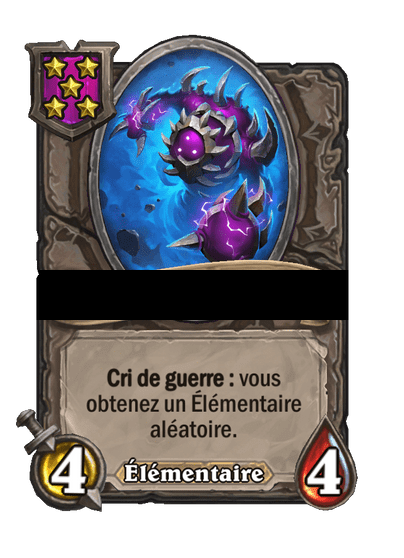 Cri de guerre : vous
obtenez un Élémentaire
aléatoire.
4
Élémentaire
4